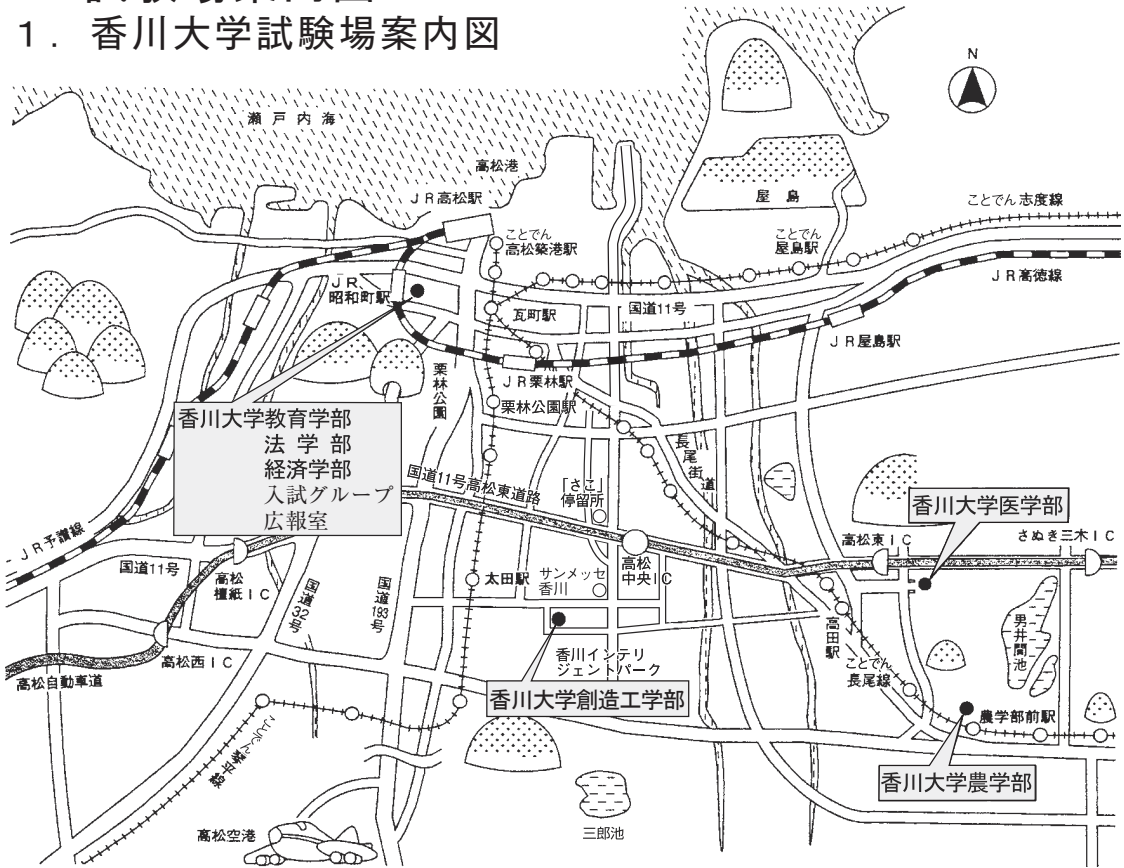 1．香川大学試験場案内図
N
瀬戸内海
高松港
JR高松駅
屋島
ことでん志度線
ことでん
高松築港駅
ことでん
屋島駅
JR高徳線
JR
昭和町駅
瓦町駅
国道11号
JR屋島駅
JR栗林駅
栗林公園
栗林公園駅
香川大学教育学部
法学部
経済学部
入試グループ
広報室
長尾街道
国道11号高松東道路
「さこ」
停留所
香川大学医学部
JR予讃線
高松東IC
さぬき三木IC
国道11号
高松
檀紙IC
国道32号
国道193号
太田駅
サンメッセ
香川
高松
中央IC
高田駅
男井間池
高松西IC
高松自動車道
香川インテリ
ジェントパーク
ことでん
長尾線
香川大学創造工学部
農学部前駅
ことでん琴平線
香川大学農学部
高松空港
三郎池